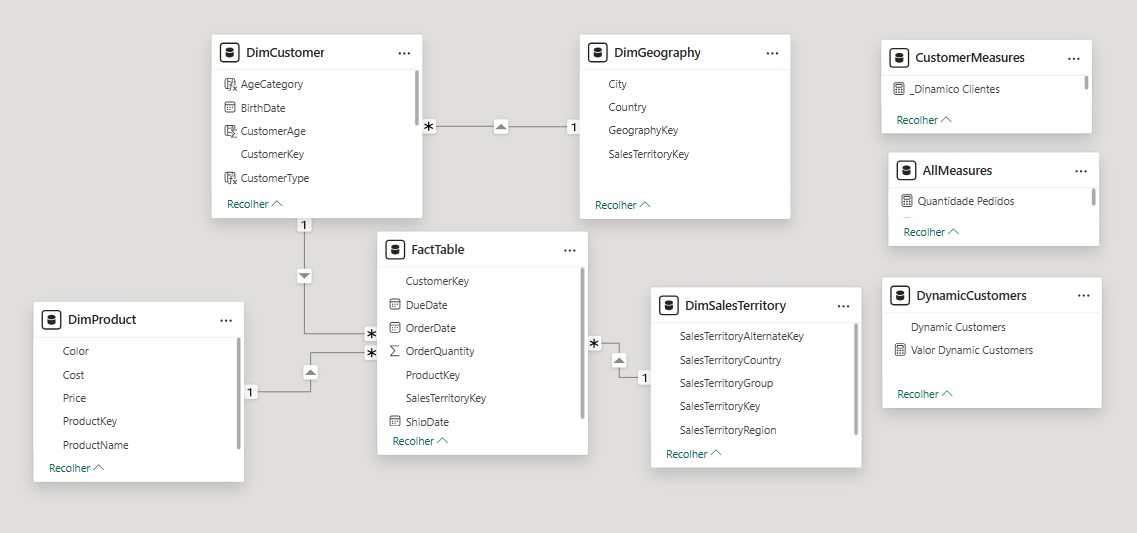 DimCustomer
AgeCategory
BirthDate
CustomerAge
CustomerKey
CustomerType
Recolher
DimGeography
City
Country
GeographyKey
SalesTerritoryKey
Recolher
CustomerMeasures
_Dinamico Clientes
Recolher
AllMeasures
Quantidade Pedidos
Recolher
* 1
1
FactTable
CustomerKey
DueDate
OrderDate
OrderQuantity
ProductKey
SalesTerritoryKey
ShipDate
Recolher
DimProduct
Color
Cost
Price
ProductKey
ProductName
Recolher
1 *
*
DimSalesTerritory
SalesTerritoryAlternateKey
SalesTerritoryCountry
SalesTerritoryGroup
SalesTerritoryKey
SalesTerritoryRegion
Recolher
* 1
DynamicCustomers
Dynamic Customers
Valor Dynamic Customers
Recolher